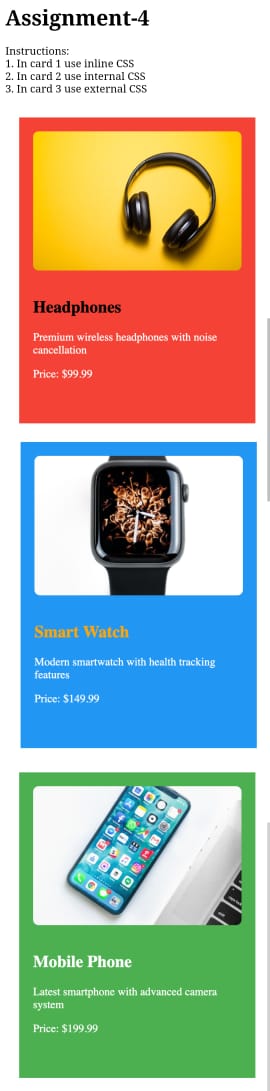 Assignment-4
Instructions:
1. In card 1 use inline CSS
2. In card 2 use internal CSS
3. In card 3 use external CSS
Headphones
Premium wireless headphones with noise
cancellation
Price: $99.99
Smart Watch
Modern smartwatch with health tracking
features
Price: $149.99
Mobile Phone
Latest smartphone with advanced camera
system
Price: $199.99